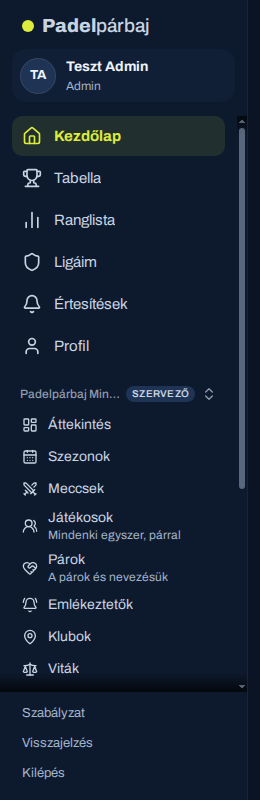 Padelpárbaj
TA
Teszt Admin
Admin
Kezdőlap
Tabella
Ranglista
Ligáim
Értesítések
Profil
Padelpárbaj Min... SZERVEZŐ
Áttekintés
Szezonok
Meccsek
Játékosok
Mindenki egyszer, párral
Párok
A párok és nevezésük
Emlékeztetők
Klubok
Viták
Szabályzat
Visszajelzés
Kilépés